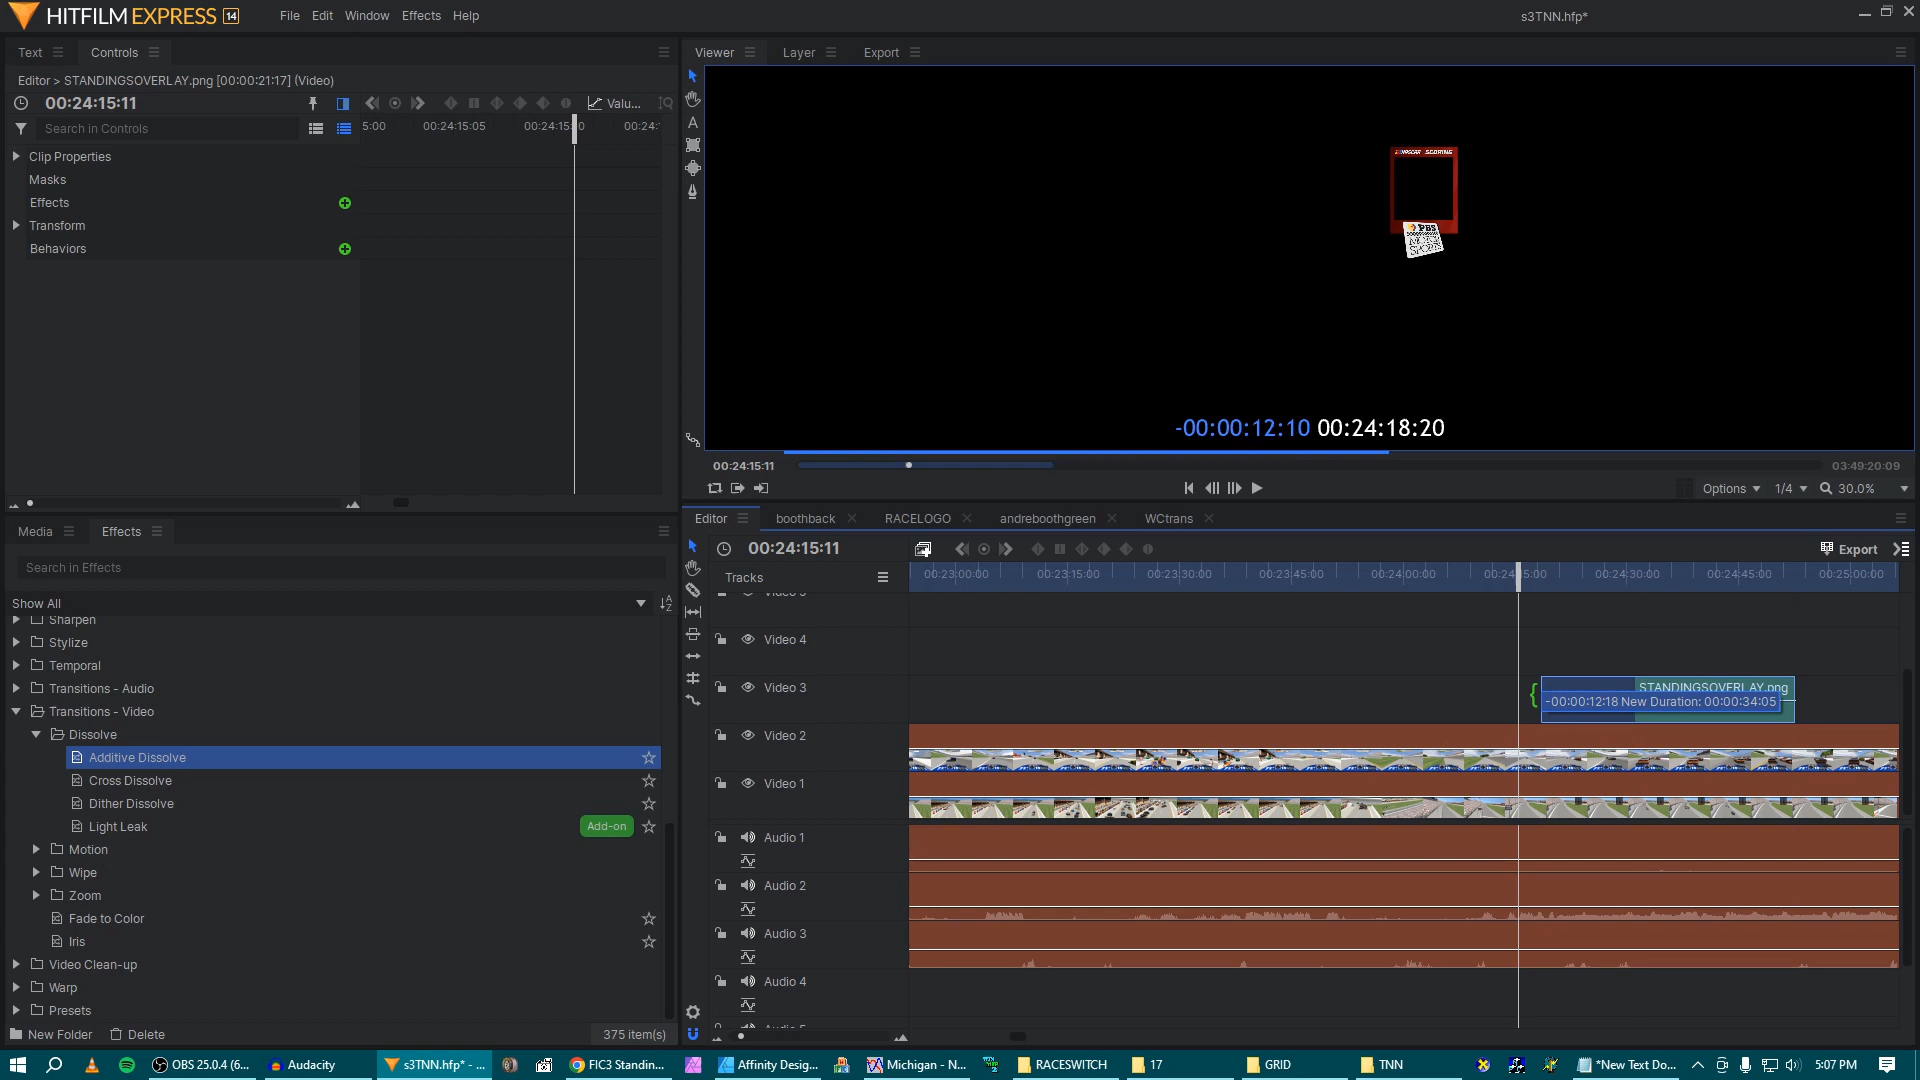 HITFILM EXPRESS 14
File Edit Window Effects Help
s3TNN.hfp*
Text Controls
Editor > STANDINGSOVERLAY.png [00:00:21:17] (Video)
00:24:15:11 Valu...
Search in Controls
5:00 00:24:15:05 00:24:15 0 00:24:
Clip Properties
Masks
Effects
Transform
Behaviors
Viewer Layer Export
NASCAR SCORING
PBS
MOTOR
SPORTS
-00:00:12:10 00:24:18:20
00:24:15:11 03:49:20:09
Options 1/4 30.0%
Media Effects
Search in Effects
Show All
Sharpen
Stylize
Temporal
Transitions - Audio
Transitions - Video
Dissolve
Additive Dissolve
Cross Dissolve
Dither Dissolve
Light Leak Add-on
Motion
Wipe
Zoom
Fade to Color
Iris
Video Clean-up
Warp
Presets
New Folder Delete 375 item(s)
Editor boothback RACELOGO andreboothgreen WCtrans
00:24:15:11 Export
Tracks 00:23:00:00 00:23:15:00 00:23:30:00 00:23:45:00 00:24:00:00 00:24:15:00 00:24:30:00 00:24:45:00 00:25:00:00
Video 5
Video 4
Video 3 STANDINGSOVERLAY.png
-00:00:12:18 New Duration: 00:00:34:05
Video 2
Video 1
Audio 1
Audio 2
Audio 3
Audio 4
Audio 5
OBS 25.0.4 (6... Audacity s3TNN.hfp* - ... FIC3 Standin... Affinity Desig... Michigan - N... RACESWITCH 17 GRID TNN *New Text Do... 5:07 PM